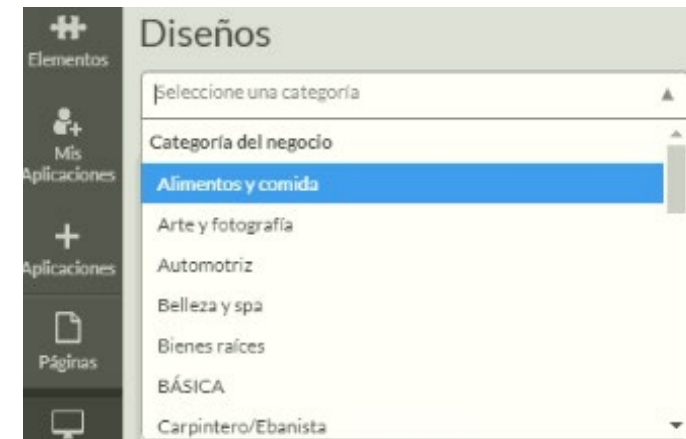 Elementos
Mis
Aplicaciones
Aplicaciones
Páginas
Diseños
Seleccione una categoría
Categoría del negocio
Alimentos y comida
Arte y fotografía
Automotriz
Belleza y spa
Bienes raíces
BÁSICA
Carpintero/Ebanista